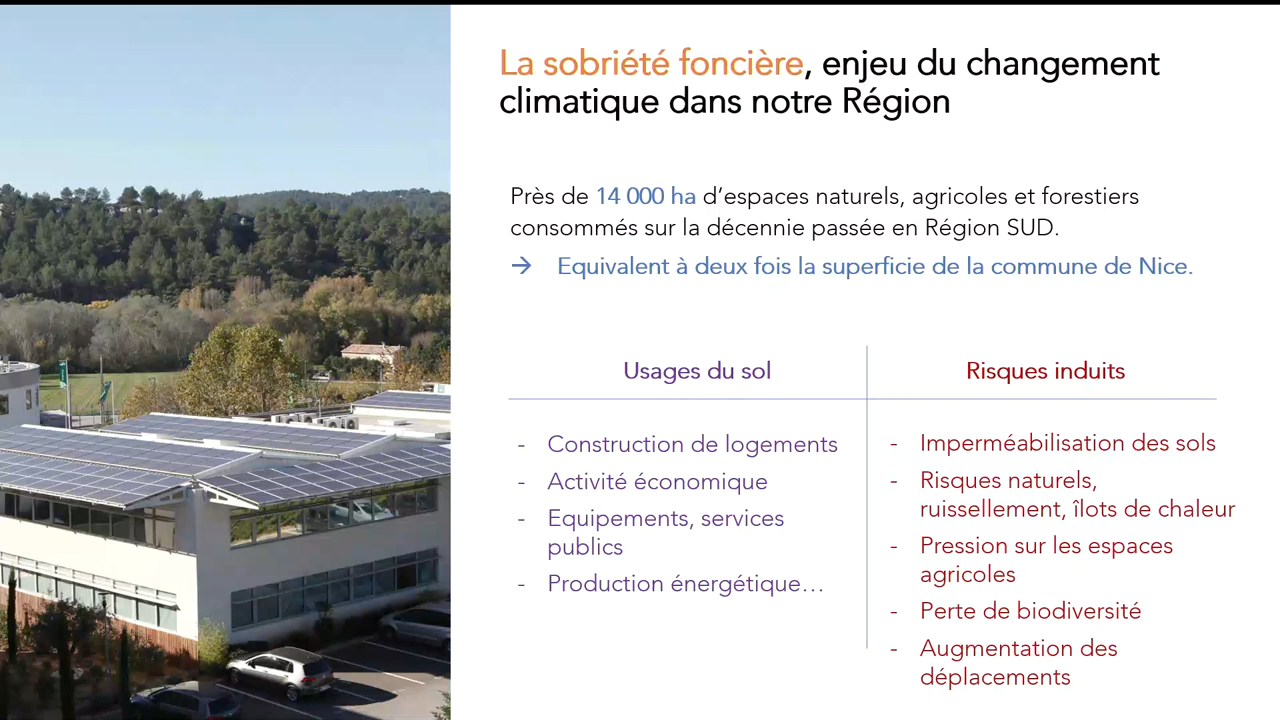 La sobriété foncière, enjeu du changement
climatique dans notre Région
Près de 14 000 ha d’espaces naturels, agricoles et forestiers
consommés sur la décennie passée en Région SUD.
→ Equivalent à deux fois la superficie de la commune de Nice.
Usages du sol
- Construction de logements
- Activité économique
- Equipements, services
publics
- Production énergétique…
Risques induits
- Imperméabilisation des sols
- Risques naturels,
ruissellement, îlots de chaleur
- Pression sur les espaces
agricoles
- Perte de biodiversité
- Augmentation des
déplacements